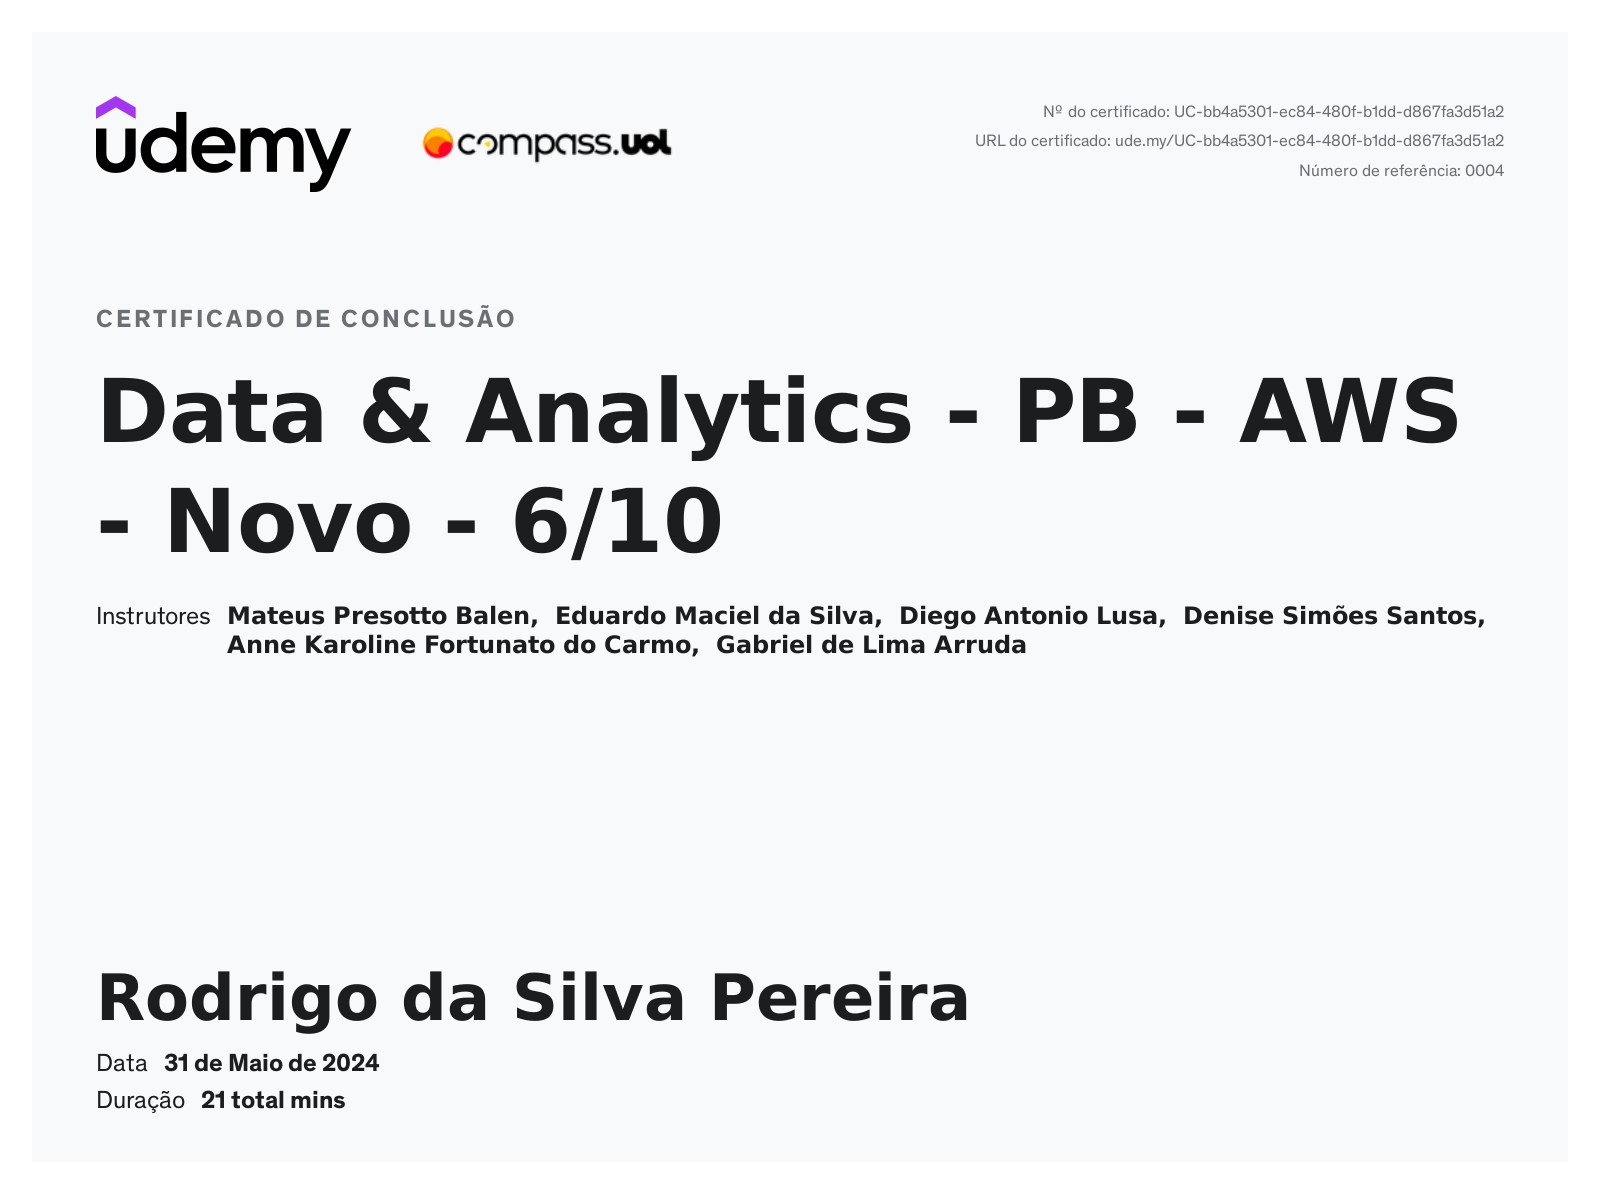 udemy
compass.uol
Nº do certificado: UC-bb4a5301-ec84-480f-b1dd-d867fa3d51a2
URL do certificado: ude.my/UC-bb4a5301-ec84-480f-b1dd-d867fa3d51a2
Número de referência: 0004
CERTIFICADO DE CONCLUSÃO
Data & Analytics - PB - AWS
- Novo - 6/10
Instrutores Mateus Presotto Balen, Eduardo Maciel da Silva, Diego Antonio Lusa, Denise Simões Santos,
Anne Karoline Fortunato do Carmo, Gabriel de Lima Arruda
Rodrigo da Silva Pereira
Data 31 de Maio de 2024
Duração 21 total mins